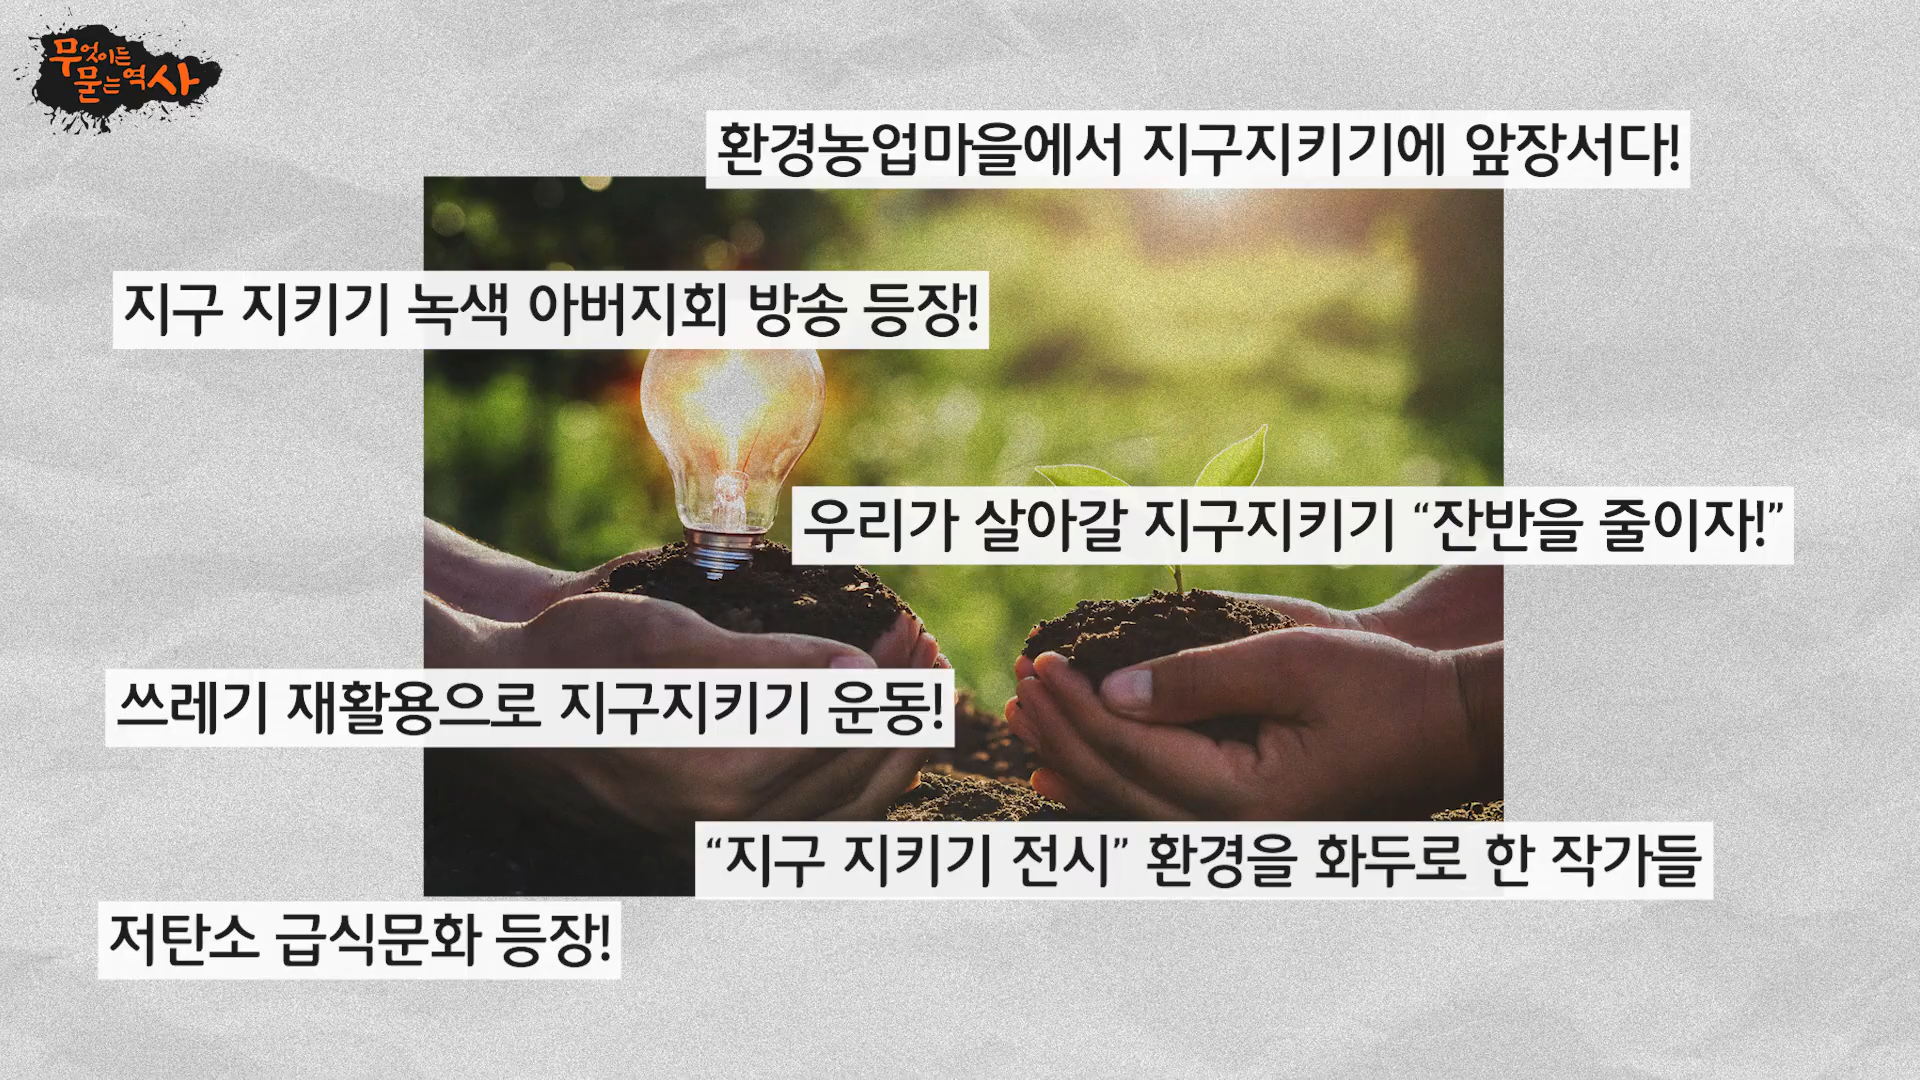 무엇이든
묻는역사
환경농업마을에서 지구지키기에 앞장서다!
지구 지키기 녹색 아버지회 방송 등장!
우리가 살아갈 지구지키기 “잔반을 줄이자!”
쓰레기 재활용으로 지구지키기 운동!
“지구 지키기 전시” 환경을 화두로 한 작가들
저탄소 급식문화 등장!